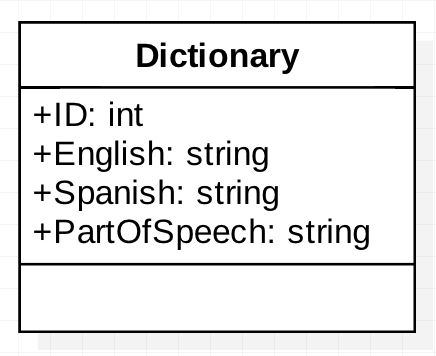 Dictionary
+ID: int
+English: string
+Spanish: string
+PartOfSpeech: string